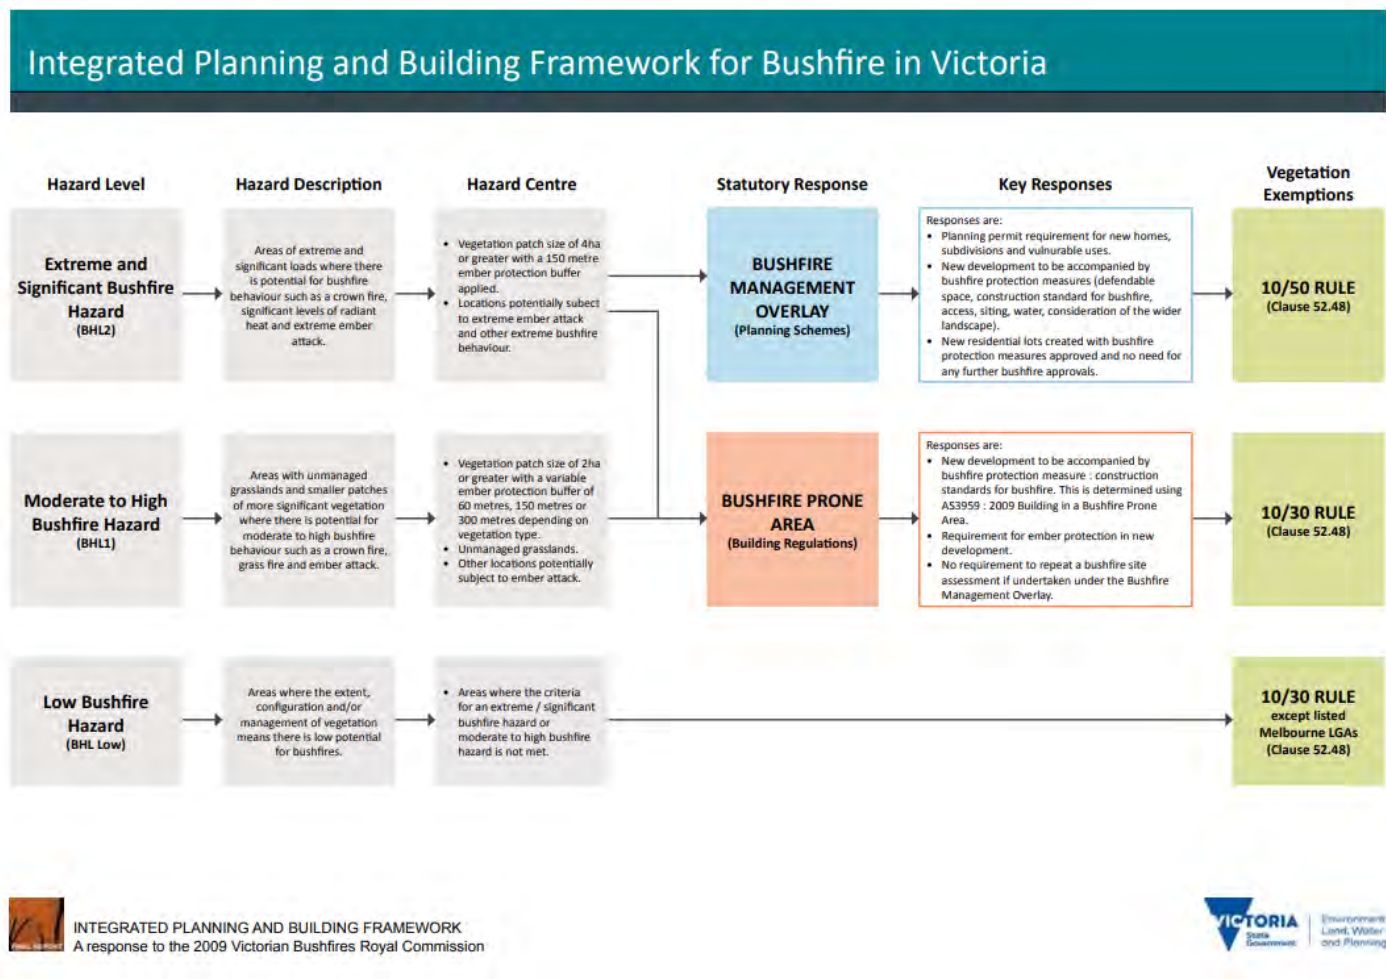 Integrated Planning and Building Framework for Bushfire in Victoria
Hazard Level
Hazard Description
Hazard Centre
Statutory Response
Key Responses
Vegetation
Exemptions
Extreme and
Significant Bushfire
Hazard
(BHL2)
Areas of extreme and
significant loads where there
is potential for bushfire
behaviour such as a crown fire,
significant levels of radiant
heat and extreme ember
attack.
• Vegetation patch size of 4ha
or greater with a 150 metre
ember protection buffer
applied.
• Locations potentially subect
to extreme ember attack
and other extreme bushfire
behaviour.
BUSHFIRE
MANAGEMENT
OVERLAY
(Planning Schemes)
Responses are:
• Planning permit requirement for new homes,
subdivisions and vulnurable uses.
• New development to be accompanied by
bushfire protection measures (defendable
space, construction standard for bushfire,
access, siting, water, consideration of the wider
landscape).
• New residential lots created with bushfire
protection measures approved and no need for
any further bushfire approvals.
10/50 RULE
(Clause 52.48)
Moderate to High
Bushfire Hazard
(BHL1)
Areas with unmanaged
grasslands and smaller patches
of more significant vegetation
where there is potential for
moderate to high bushfire
behaviour such as a crown fire,
grass fire and ember attack.
• Vegetation patch size of 2ha
or greater with a variable
ember protection buffer of
60 metres, 150 metres or
300 metres depending on
vegetation type.
• Unmanaged grasslands.
• Other locations potentially
subject to ember attack.
BUSHFIRE PRONE
AREA
(Building Regulations)
Responses are:
• New development to be accompanied by
bushfire protection measure : construction
standards for bushfire. This is determined using
AS3959 : 2009 Building in a Bushfire Prone
Area.
• Requirement for ember protection in new
development.
• No requirement to repeat a bushfire site
assessment if undertaken under the Bushfire
Management Overlay.
10/30 RULE
(Clause 52.48)
Low Bushfire
Hazard
(BHL Low)
Areas where the extent,
configuration and/or
management of vegetation
means there is low potential
for bushfires.
• Areas where the criteria
for an extreme / significant
bushfire hazard or
moderate to high bushfire
hazard is not met.
10/30 RULE
except listed
Melbourne LGAs
(Clause 52.48)
FINAL REPORT
INTEGRATED PLANNING AND BUILDING FRAMEWORK
A response to the 2009 Victorian Bushfires Royal Commission
VICTORIA
State
Government
Environment
Land, Water
and Planning